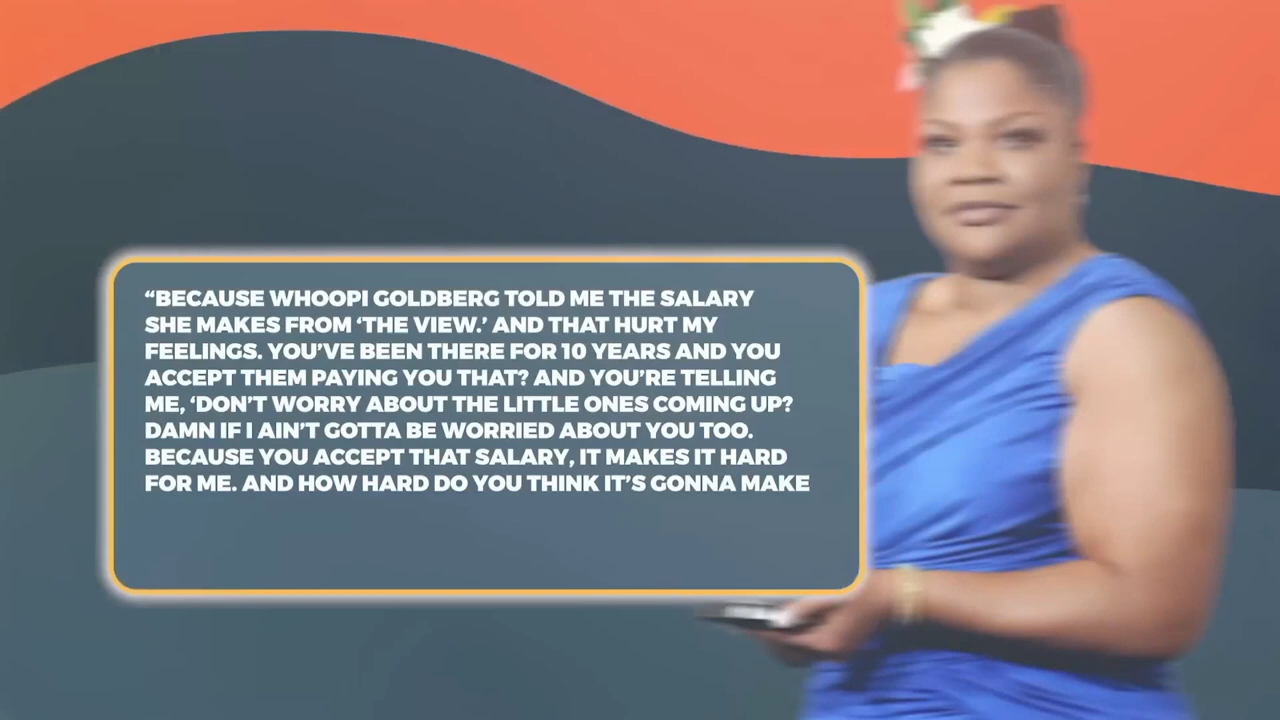 “BECAUSE WHOOPI GOLDBERG TOLD ME THE SALARY
SHE MAKES FROM ‘THE VIEW.’ AND THAT HURT MY
FEELINGS. YOU’VE BEEN THERE FOR 10 YEARS AND YOU
ACCEPT THEM PAYING YOU THAT? AND YOU’RE TELLING
ME, ‘DON’T WORRY ABOUT THE LITTLE ONES COMING UP?
DAMN IF I AIN’T GOTTA BE WORRIED ABOUT YOU TOO.
BECAUSE YOU ACCEPT THAT SALARY, IT MAKES IT HARD
FOR ME. AND HOW HARD DO YOU THINK IT’S GONNA MAKE